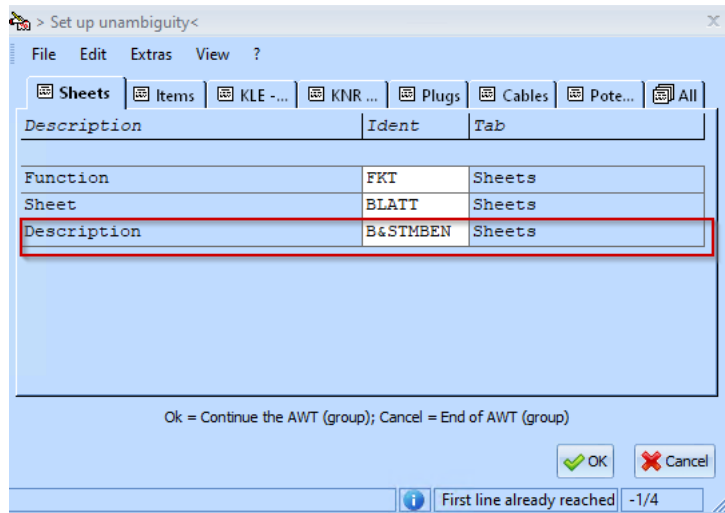 > Set up unambiguity<
File Edit Extras View ?
Sheets Items KLE -... KNR ... Plugs Cables Pote... All
Description Ident Tab
Function FKT Sheets
Sheet BLATT Sheets
Description B&STMBEN Sheets
Ok = Continue the AWT (group); Cancel = End of AWT (group)
OK Cancel
First line already reached -1/4